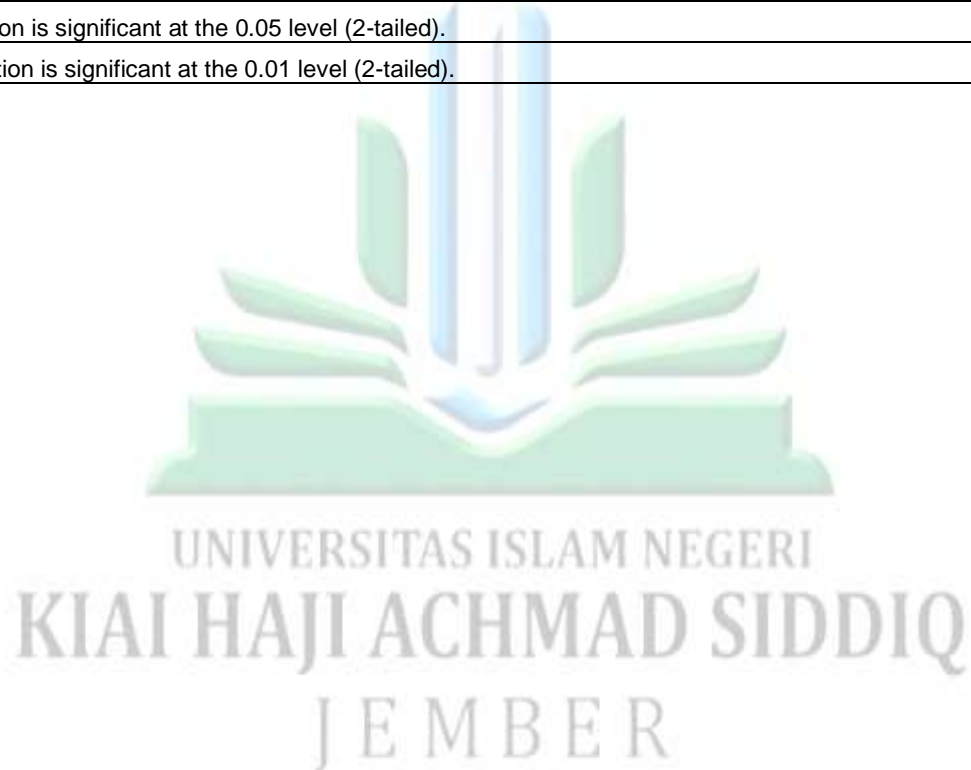 on is significant at the 0.05 level (2-tailed).
tion is significant at the 0.01 level (2-tailed).
UNIVERSITAS ISLAM NEGERI
KIAI HAJI ACHMAD SIDDIQ
JEMBER